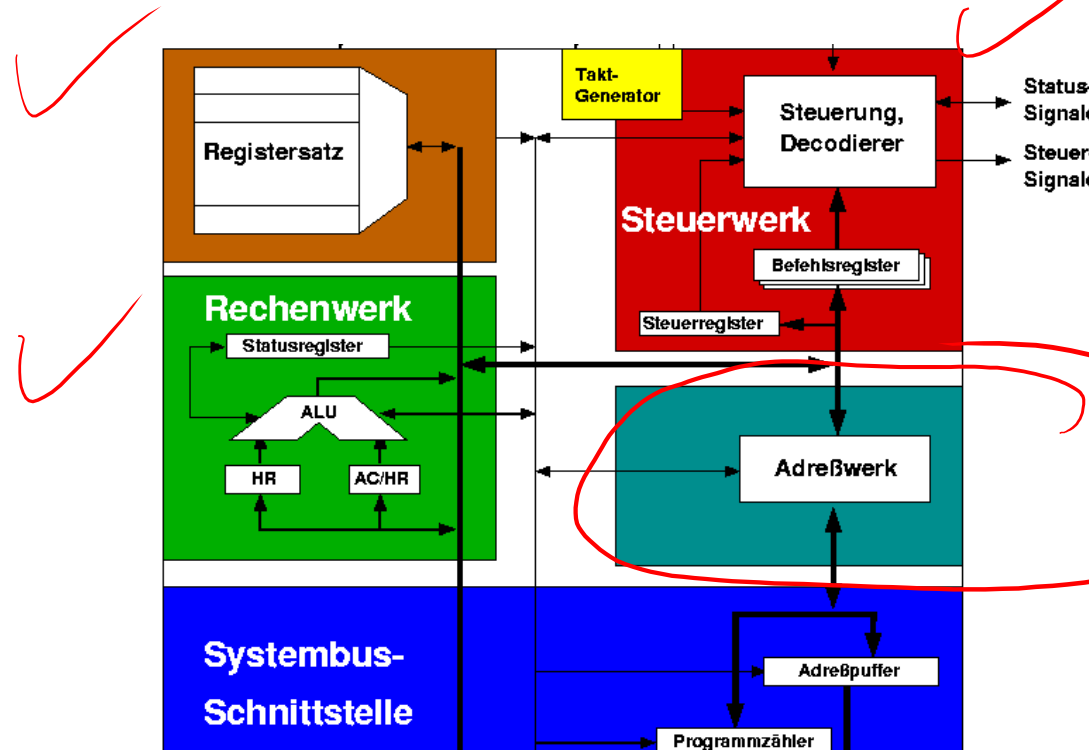 Takt-
Generator
Steuerung,
Decodierer
Status-
Signale
Steuer
Signale
Registersatz
Steuerwerk
Befehlsregister
Steuerregister
Rechenwerk
Statusregister
ALU
HR
AC/HR
Adreßwerk
Systembus-
Schnittstelle
Adreßpuffer
Programmzähler